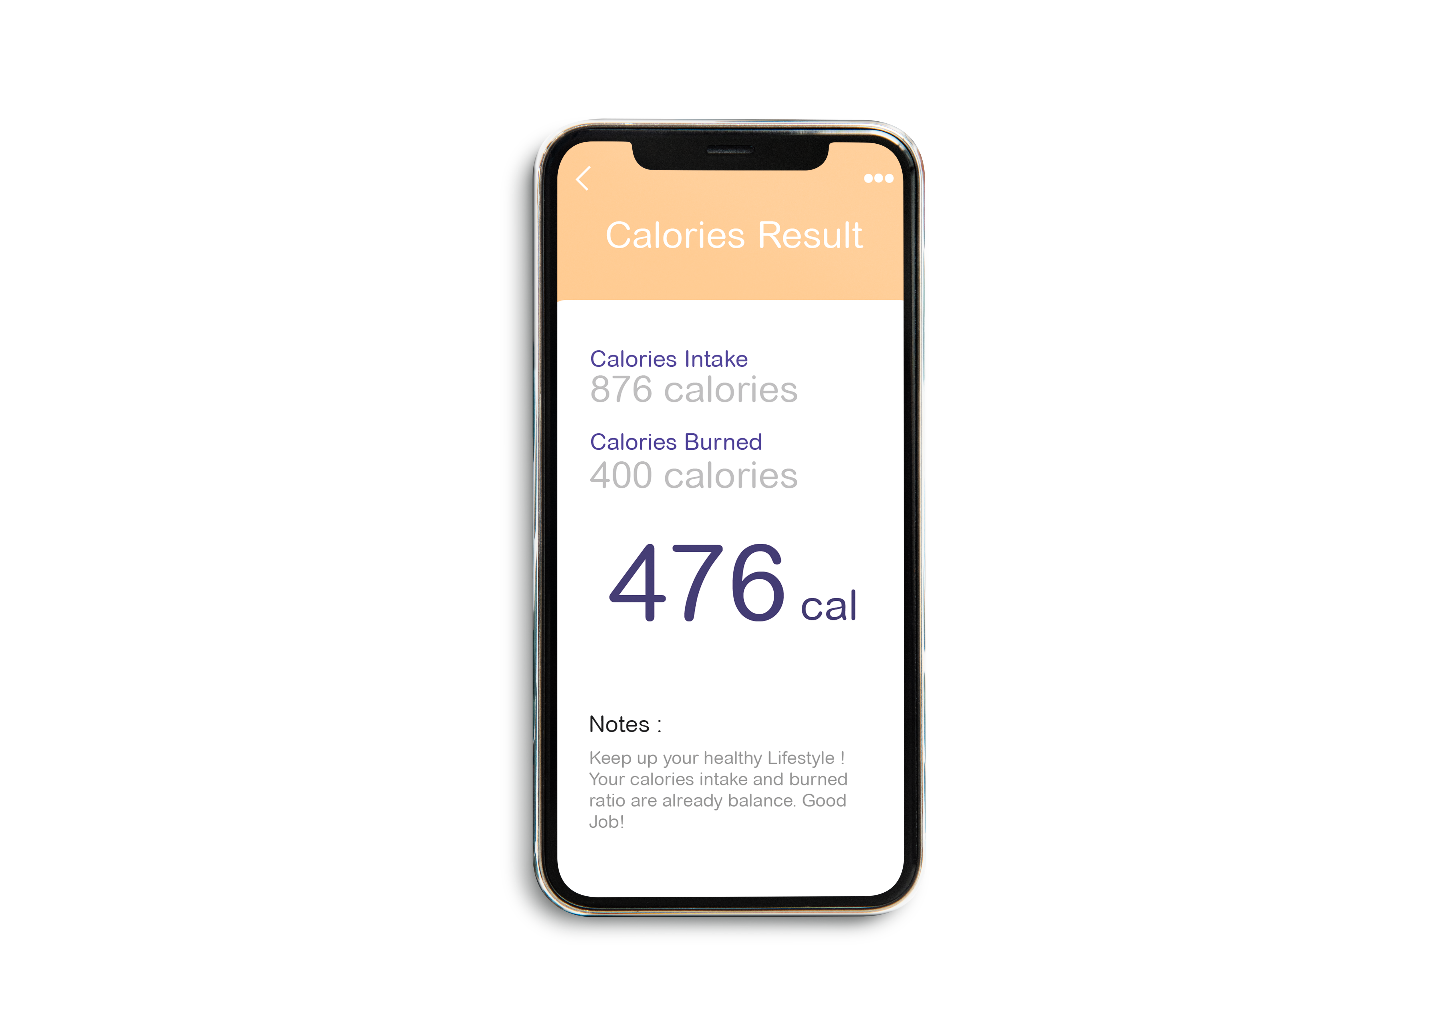 Calories Result
Calories Intake
876 calories
Calories Burned
400 calories
476 cal
Notes :
Keep up your healthy Lifestyle !
Your calories intake and burned
ratio are already balance. Good
Job!